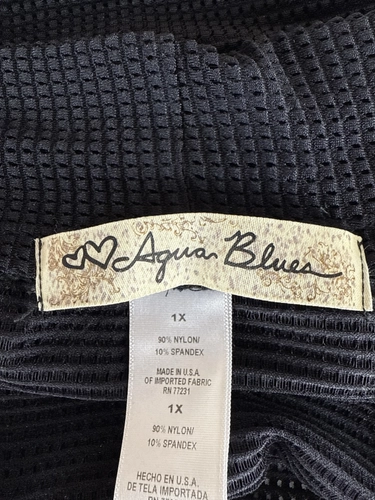 Aqua Blues
1X
90% NYLON/
10% SPANDEX
MADE IN U.S.A.
OF IMPORTED FABRIC
RN 77231
1X
90% NYLON/
10% SPANDEX
HECHO EN U.S.A.
DE TELA IMPORTADA